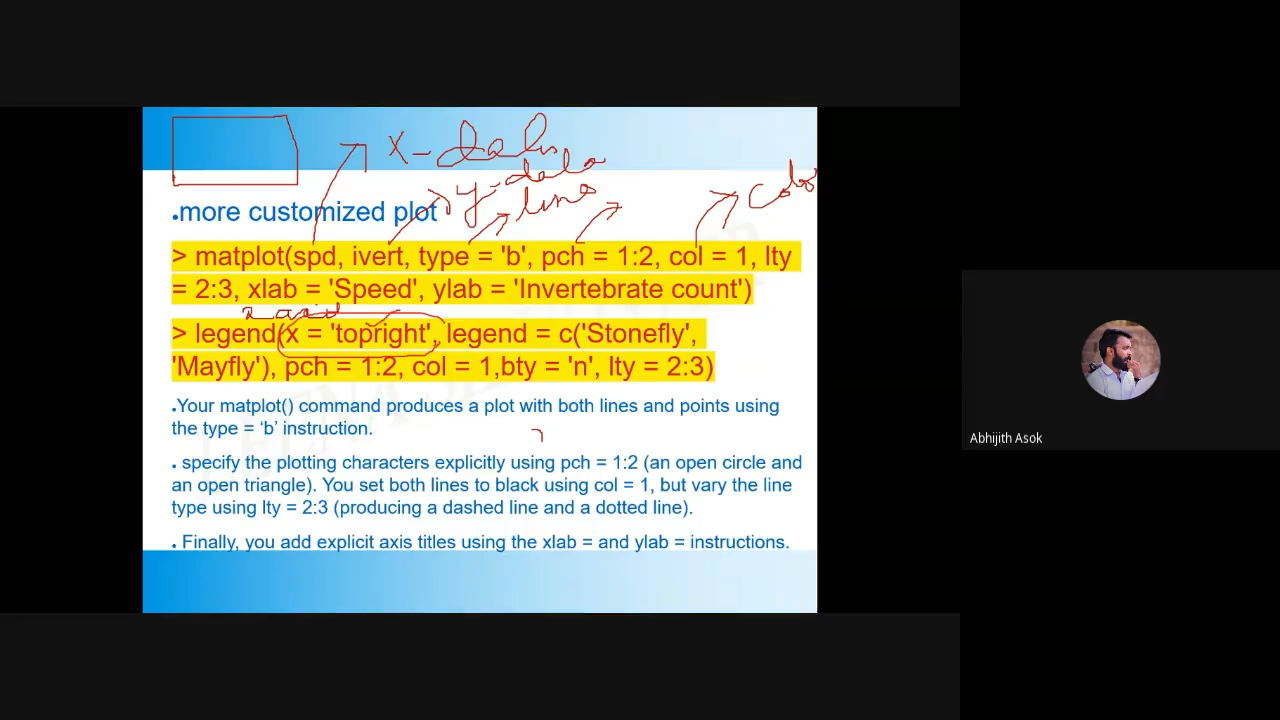 x-data
y-data
line
Color
.more customized plot
> matplot(spd, ivert, type = 'b', pch = 1:2, col = 1, lty
= 2:3, xlab = 'Speed', ylab = 'Invertebrate count')
x axis
> legend(x = 'topright', legend = c('Stonefly',
'Mayfly'), pch = 1:2, col = 1,bty = 'n', lty = 2:3)
.Your matplot() command produces a plot with both lines and points using
the type = ‘b’ instruction.
. specify the plotting characters explicitly using pch = 1:2 (an open circle and
an open triangle). You set both lines to black using col = 1, but vary the line
type using lty = 2:3 (producing a dashed line and a dotted line).
. Finally, you add explicit axis titles using the xlab = and ylab = instructions.
Abhijith Asok